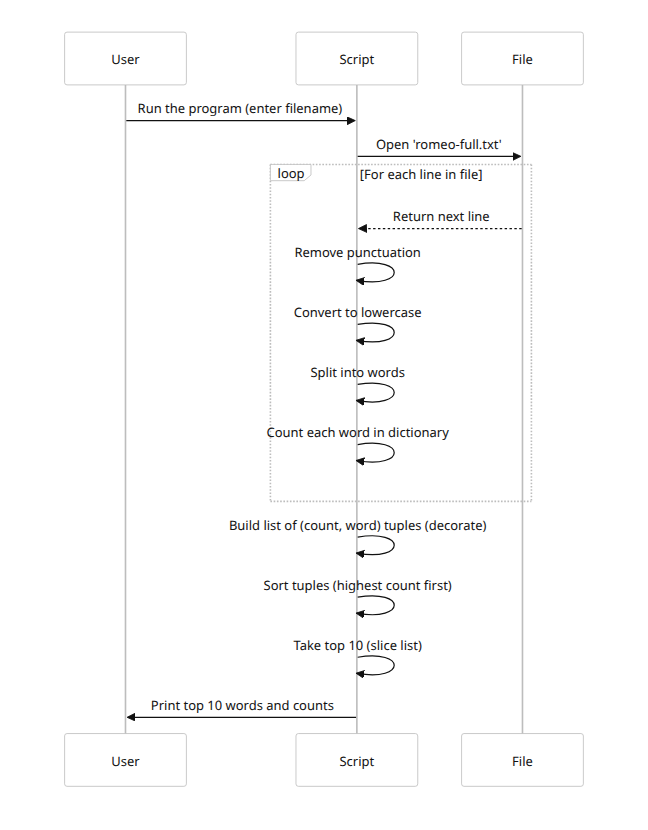 User Script File
Run the program (enter filename)
Open 'romeo-full.txt'
loop [For each line in file]
Return next line
Remove punctuation
Convert to lowercase
Split into words
Count each word in dictionary
Build list of (count, word) tuples (decorate)
Sort tuples (highest count first)
Take top 10 (slice list)
Print top 10 words and counts
User Script File